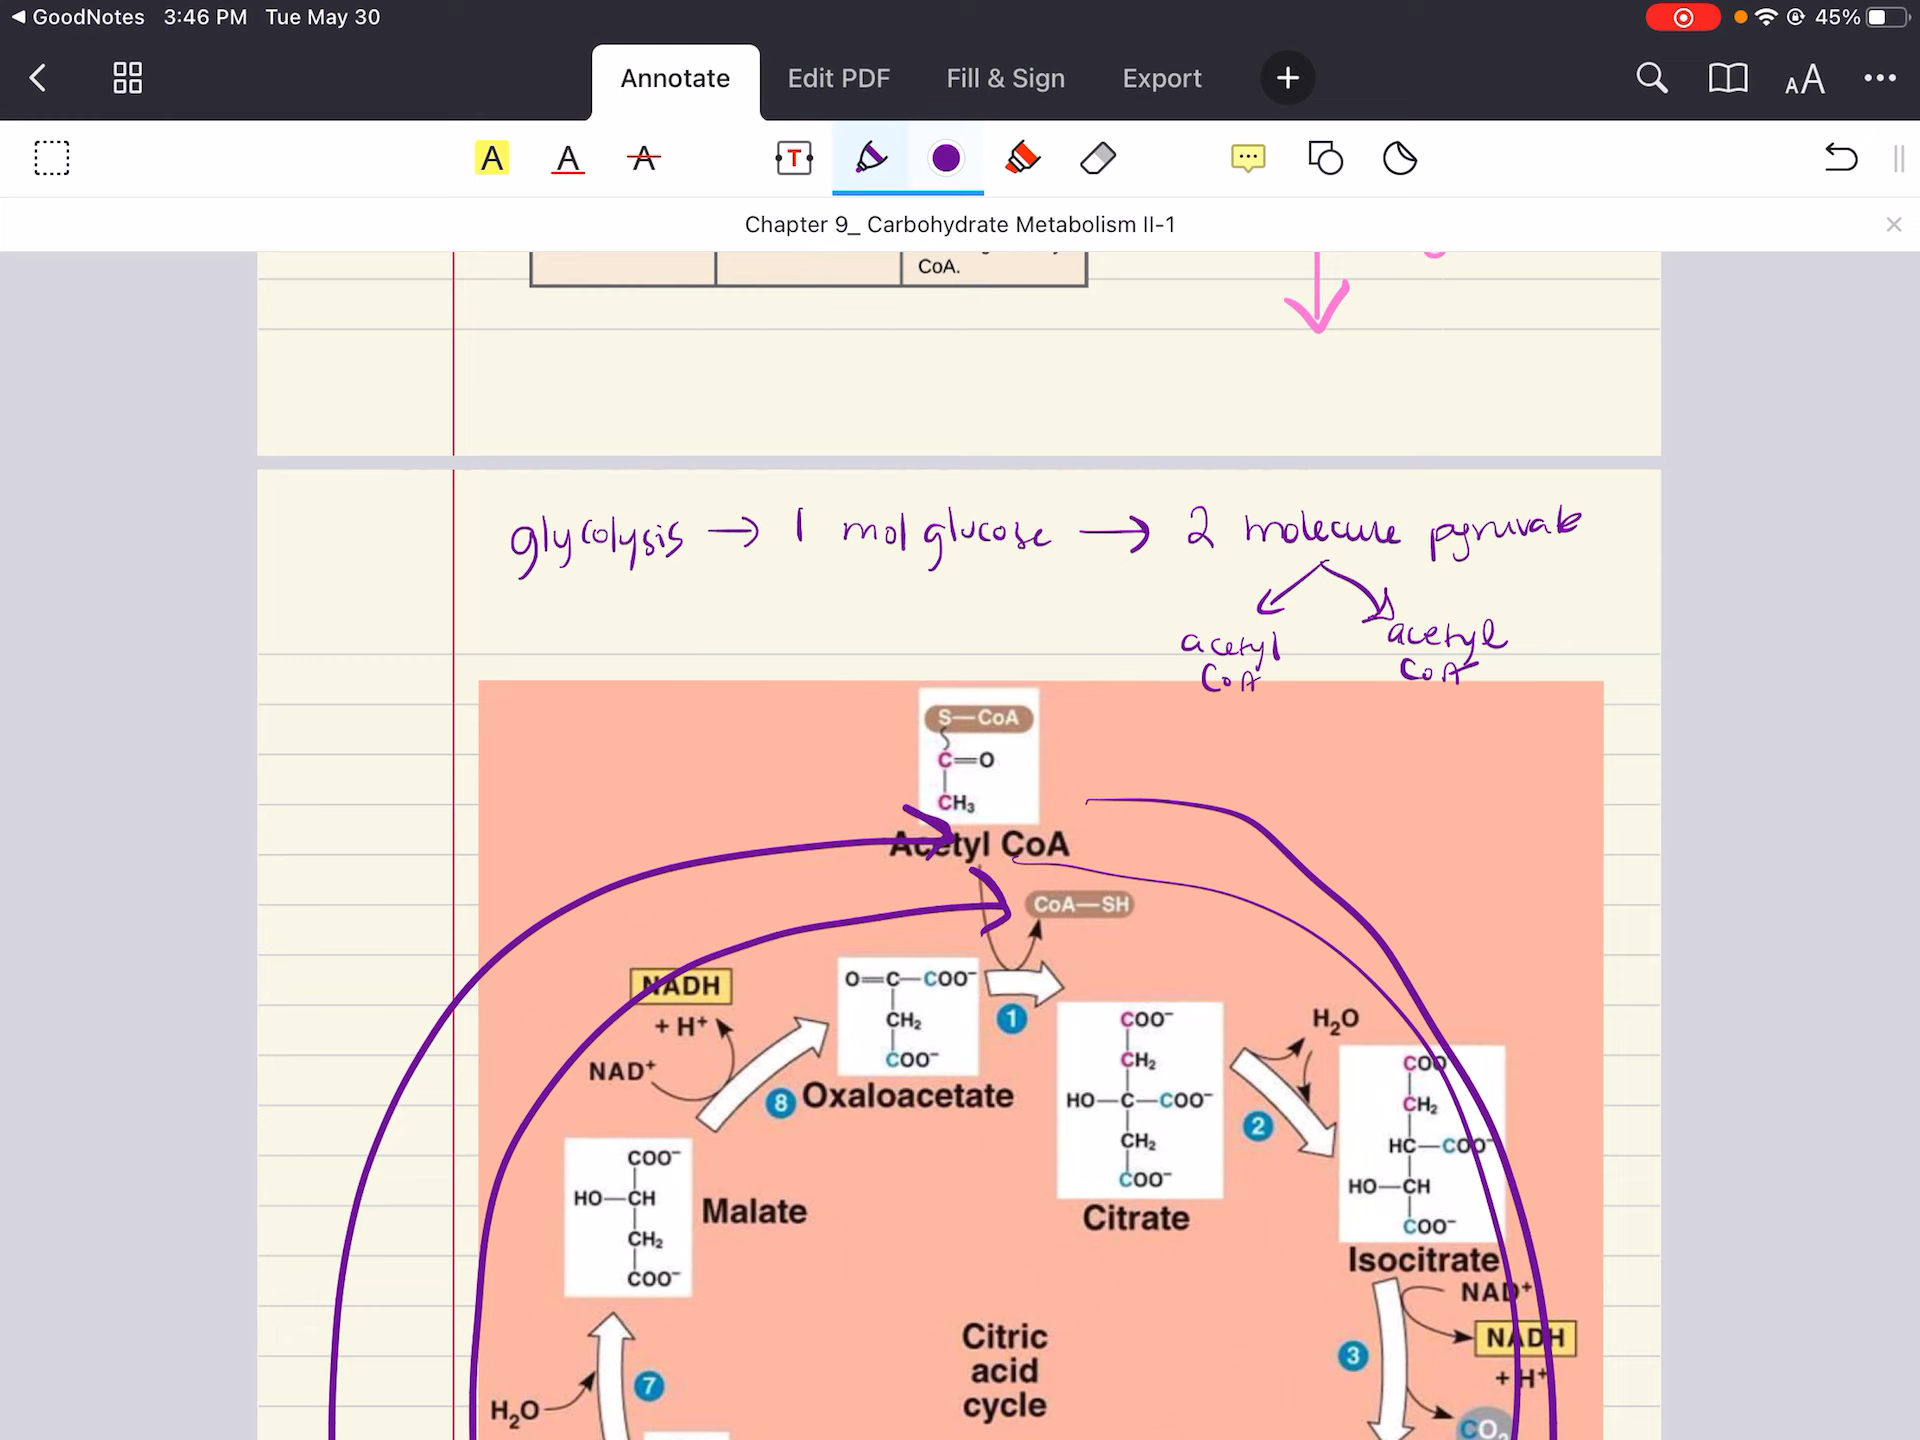 GoodNotes 3:46 PM Tue May 30 45%
Annotate Edit PDF Fill & Sign Export
Chapter 9_ Carbohydrate Metabolism II-1
CoA.
glycolysis → 1 mol glucose → 2 molecule pyruvate
acetyl CoA
acetyl CoA
S—CoA
C=O
CH₃
Acetyl CoA
CoA—SH
NADH
+ H⁺
NAD⁺
8
O=C—COO⁻
CH₂
COO⁻
Oxaloacetate
1
COO⁻
CH₂
HO—C—COO⁻
CH₂
COO⁻
Citrate
H₂O
2
COO
CH₂
HC—COO⁻
HO—CH
COO⁻
Isocitrate
COO⁻
HO—CH
CH₂
COO⁻
Malate
NAD⁺
NADH
+ H⁺
3
CO₂
Citric
acid
cycle
7
H₂O